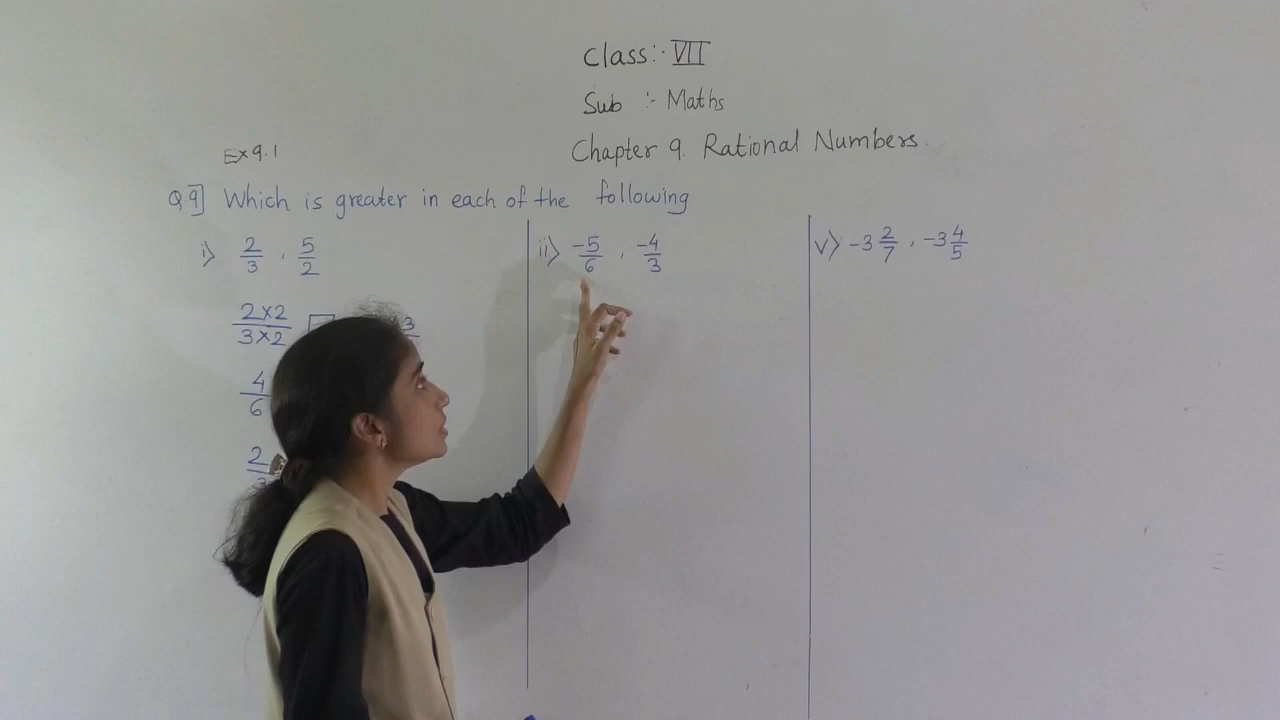 Class:- VII
Sub :- Maths
Chapter 9. Rational Numbers.
Ex 9.1
Q 9] Which is greater in each of the following
i) 2/3 , 5/2
2×2/3×2
4/6
2
ii) -5/6 , -4/3
v) -3 2/7 , -3 4/5